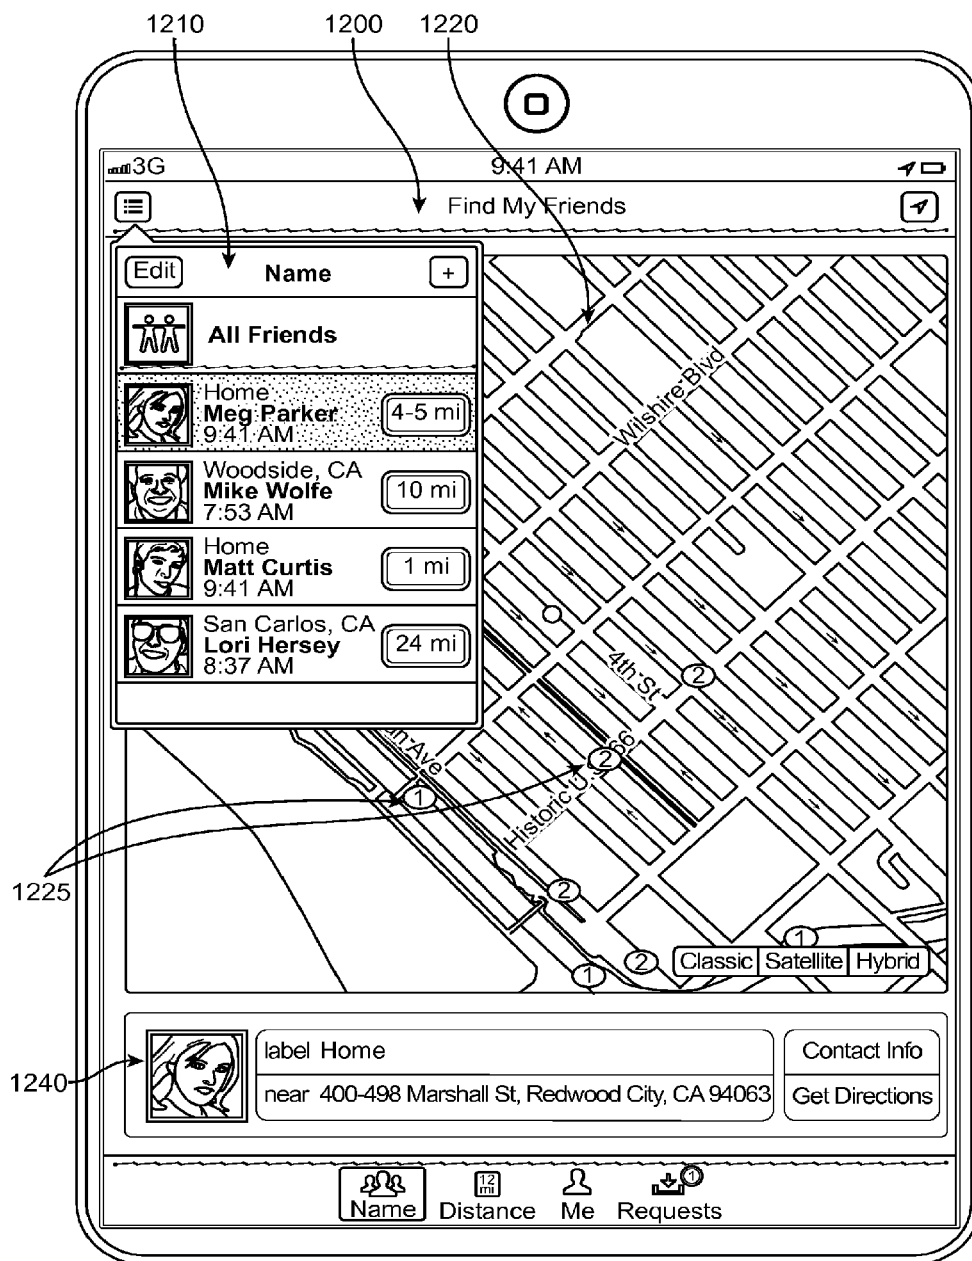 1210 1200 1220
3G 9:41 AM
Find My Friends
Edit Name +
All Friends
Home
Meg Parker 4-5 mi
9:41 AM
Woodside, CA
Mike Wolfe 10 mi
7:53 AM
Home
Matt Curtis 1 mi
9:41 AM
San Carlos, CA
Lori Hersey 24 mi
8:37 AM
Wilshire Blvd
4th St
2
2
Historic U.S. 66
1
1225
2
1
2
1
Classic Satellite Hybrid
1240
label Home
near 400-498 Marshall St, Redwood City, CA 94063
Contact Info
Get Directions
12
mi
1
Name Distance Me Requests